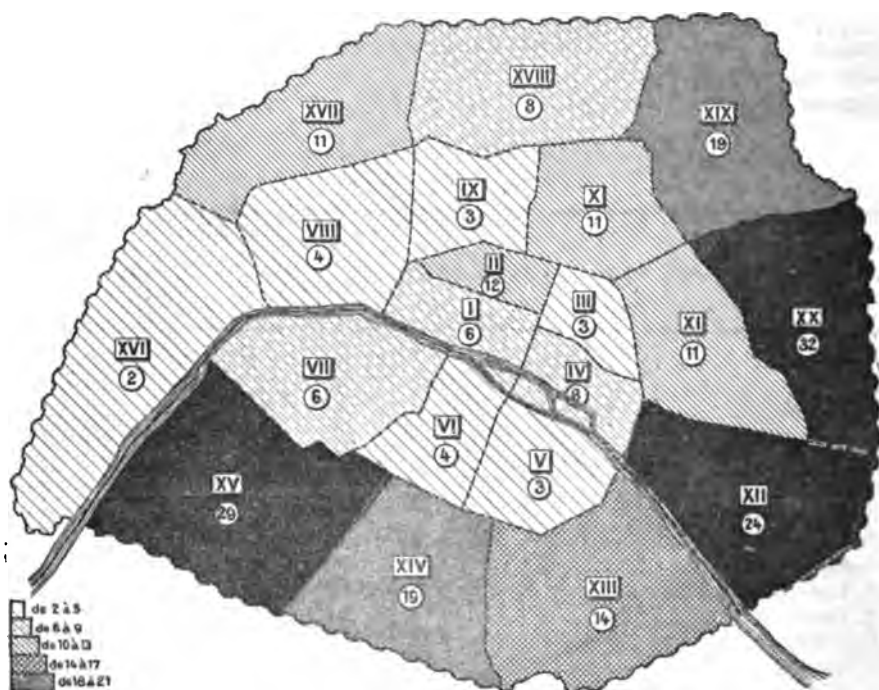 XVIII
8
XVII
11
XIX
19
IX
3
X
11
VIII
4
II
12
III
3
I
6
XI
11
XX
32
XVI
2
VII
6
IV
VI
4
V
3
XV
29
XII
24
XIV
XIII
14
de 2 à 5
de 6 à 9
de 10 à 13
de 14 à 17
de 18 à 21